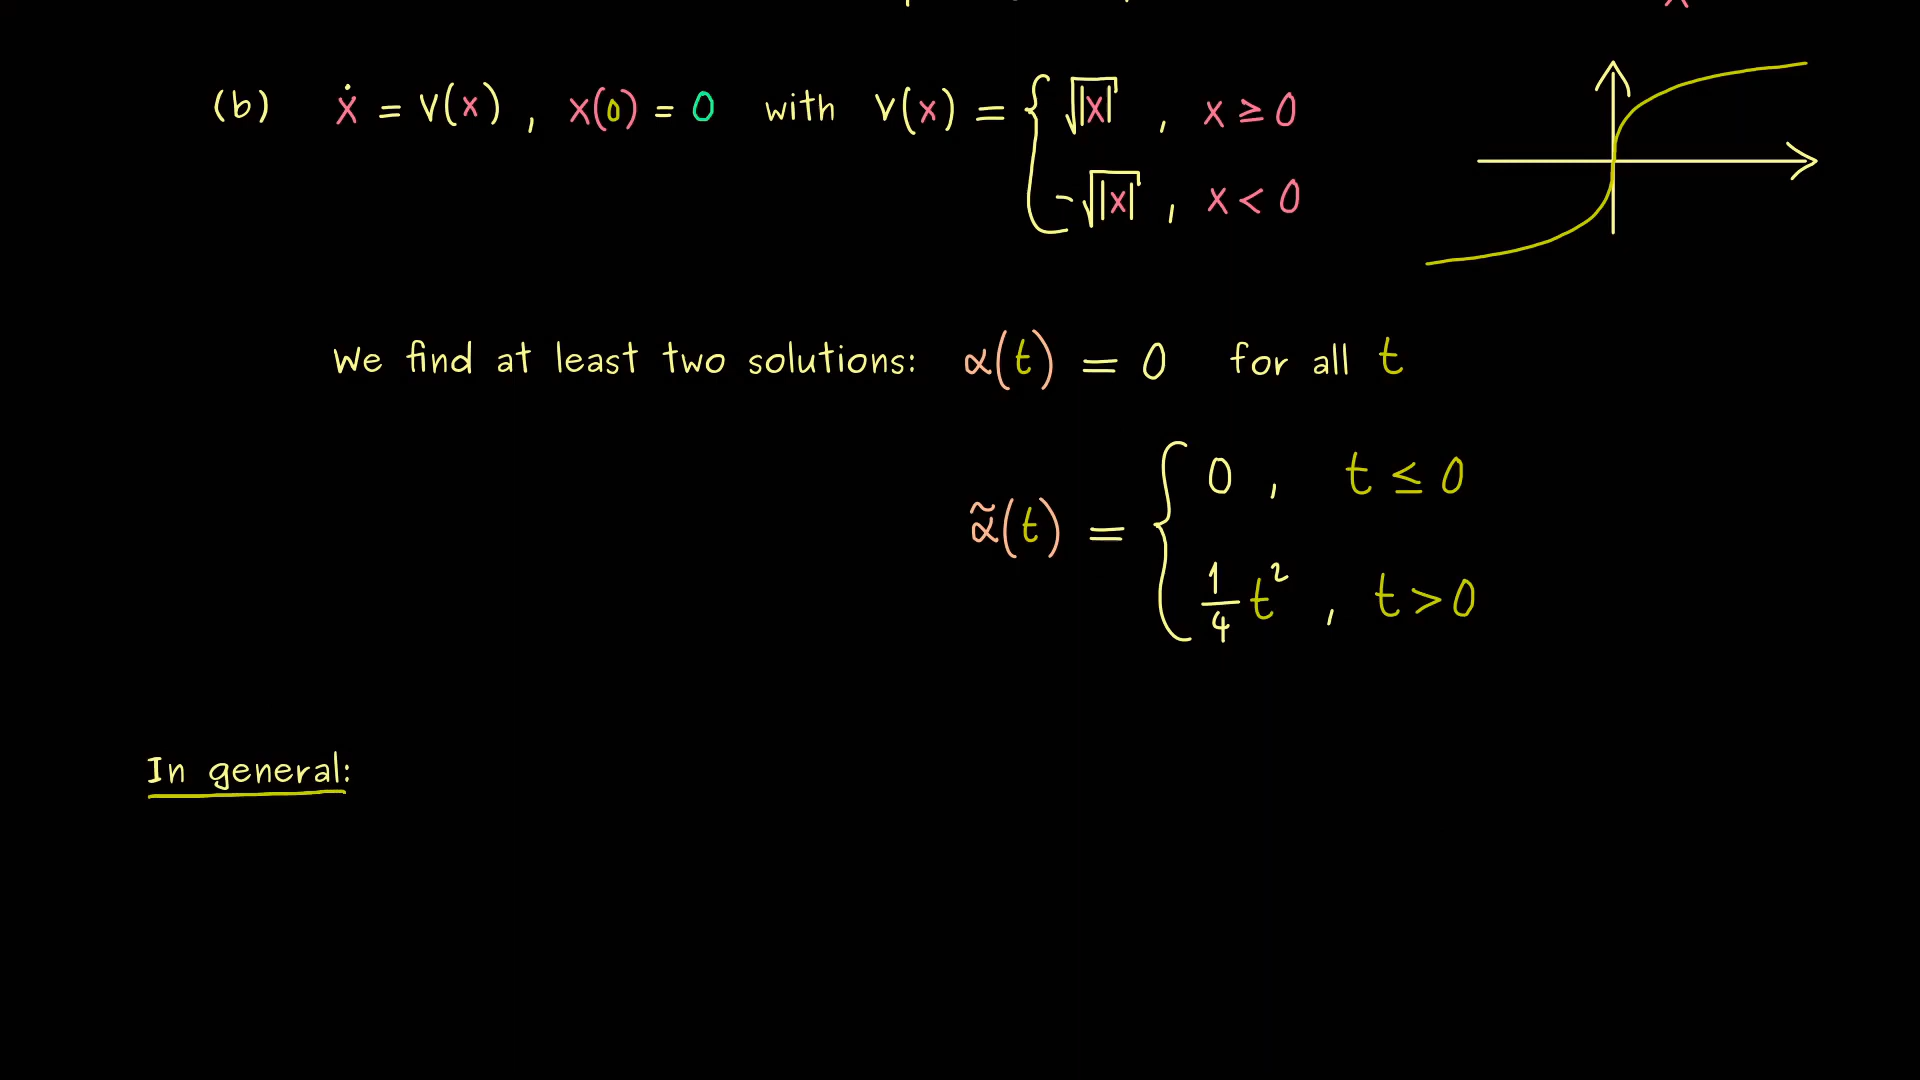 (b) ẋ = v(x) , x(0) = 0 with v(x) = { √|x| , x ≥ 0
-√|x| , x < 0
We find at least two solutions: α(t) = 0 for all t
α̃(t) = { 0 , t ≤ 0
1/4 t² , t > 0
In general: